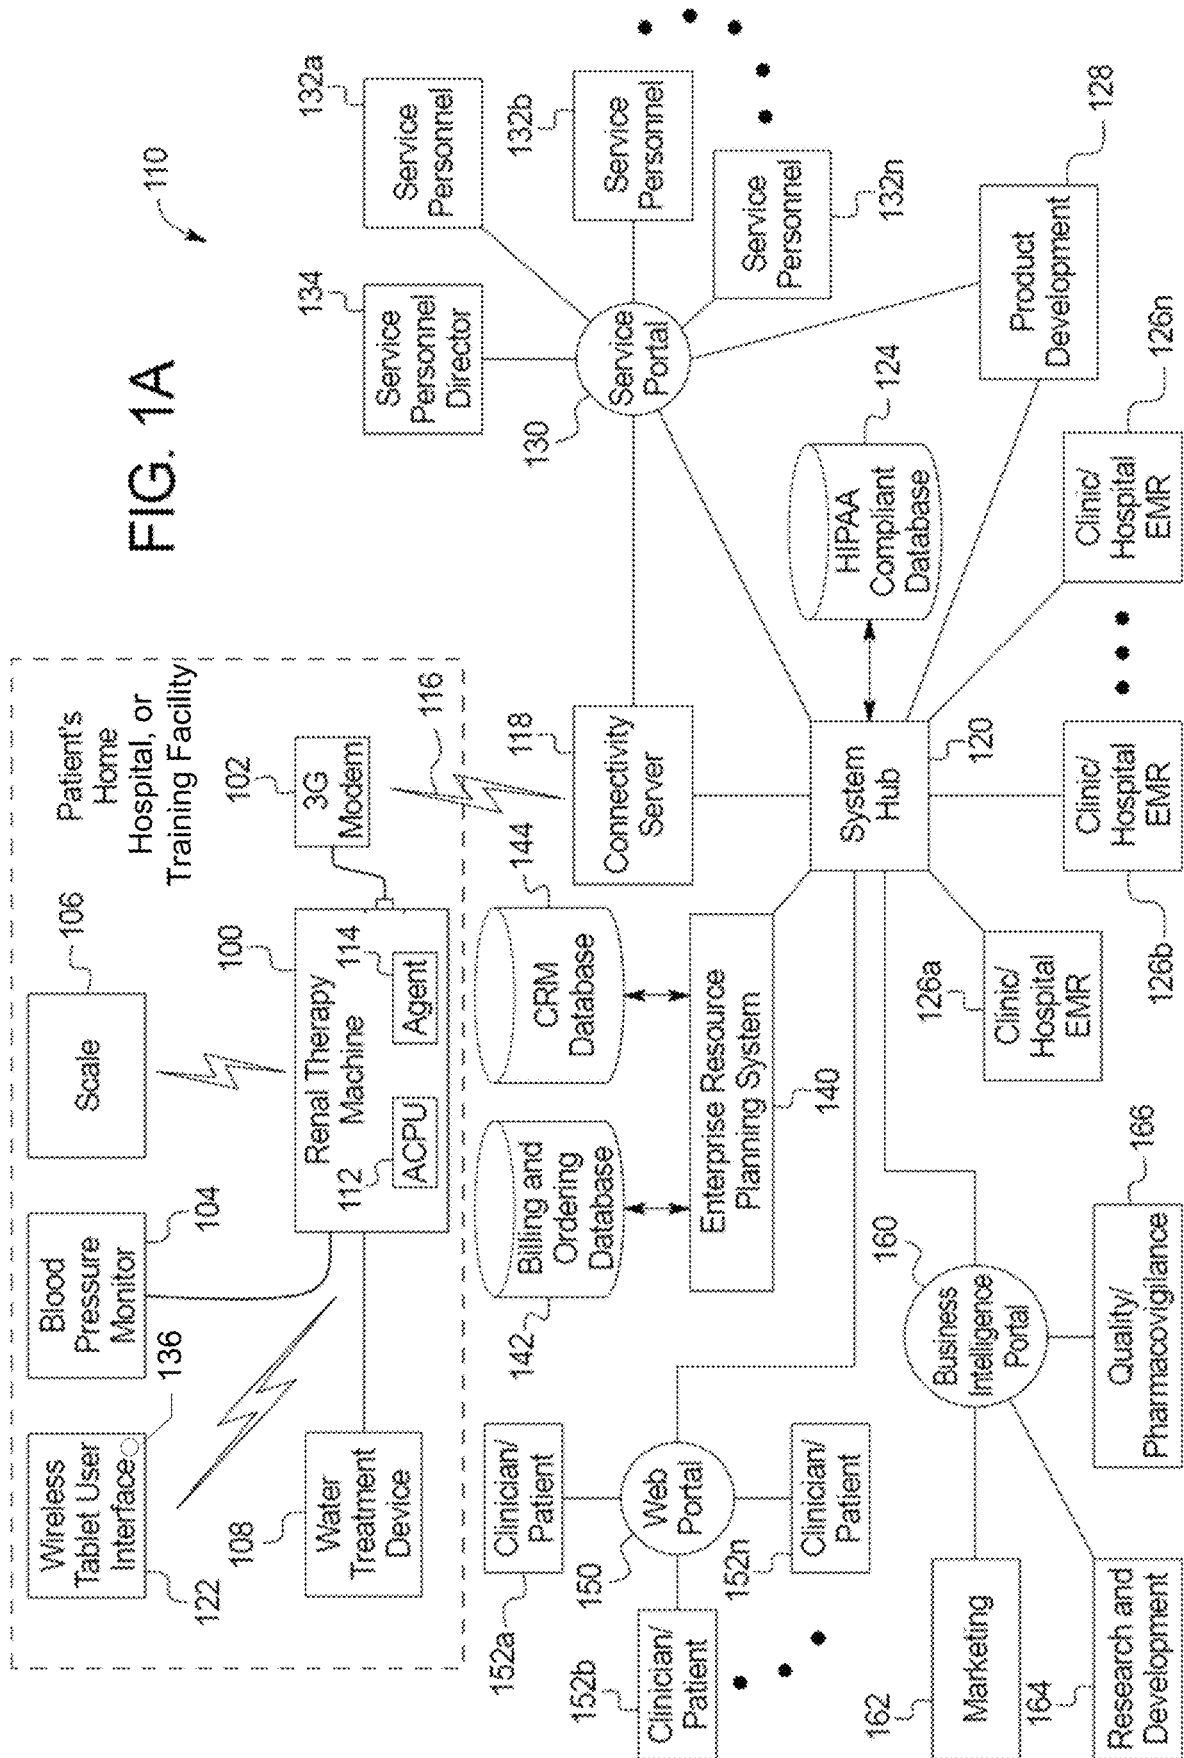 FIG. 1A
110
Patient's
Home
Hospital, or
Training Facility
Wireless
Tablet User
Interface
122
136
Blood
Pressure
Monitor
104
Scale
106
Water
Treatment
Device
108
Renal Therapy
Machine
100
ACPU
112
Agent
114
3G
Modem
102
116
Connectivity
Server
118
Billing and
Ordering
Database
142
CRM
Database
144
Enterprise Resource
Planning System
140
System
Hub
120
HIPAA
Compliant
Database
124
Service
Portal
130
Service
Personnel
Director
134
Service
Personnel
132a
Service
Personnel
132b
Service
Personnel
132n
Product
Development
128
Clinic/
Hospital
EMR
126a
Clinic/
Hospital
EMR
126b
Clinic/
Hospital
EMR
126n
Web
Portal
150
Clinician/
Patient
152a
Clinician/
Patient
152b
Clinician/
Patient
152n
Business
Intelligence
Portal
160
Marketing
162
Research and
Development
164
Quality/
Pharmacovigilance
166